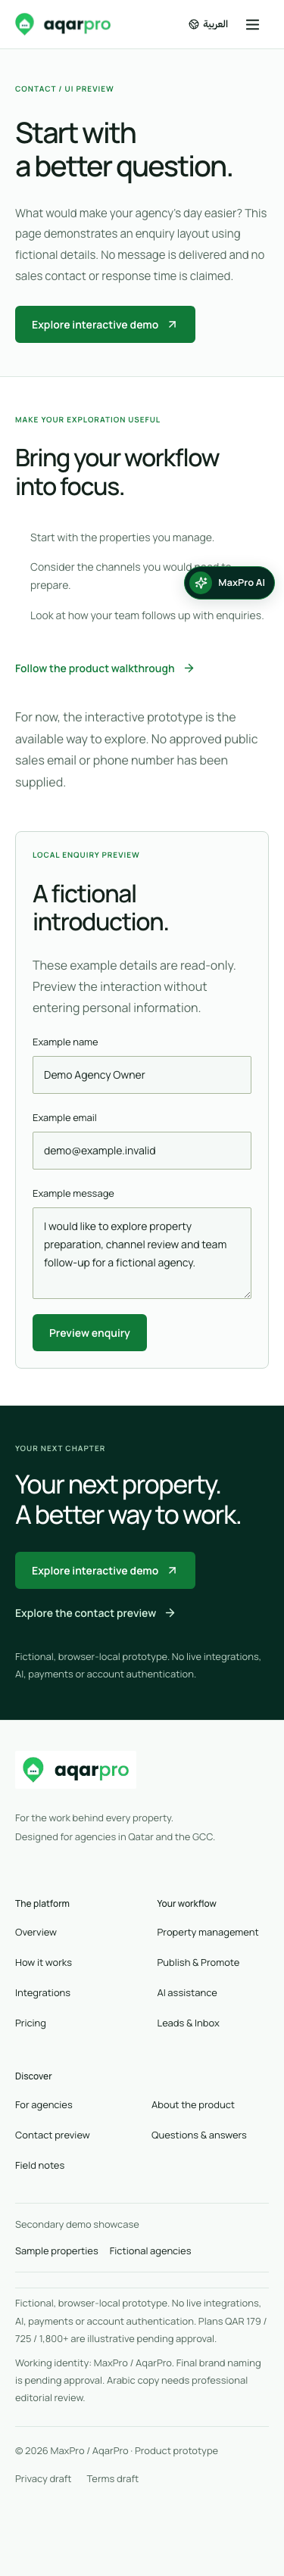 aqarpro
العربية
CONTACT / UI PREVIEW
Start with
a better question.
What would make your agency's day easier? This
page demonstrates an enquiry layout using
fictional details. No message is delivered and no
sales contact or response time is claimed.
Explore interactive demo
MAKE YOUR EXPLORATION USEFUL
Bring your workflow
into focus.
Start with the properties you manage.
Consider the channels you would need to
prepare.
MaxPro AI
Look at how your team follows up with enquiries.
Follow the product walkthrough
For now, the interactive prototype is the
available way to explore. No approved public
sales email or phone number has been
supplied.
LOCAL ENQUIRY PREVIEW
A fictional
introduction.
These example details are read-only.
Preview the interaction without
entering personal information.
Example name
Demo Agency Owner
Example email
demo@example.invalid
Example message
I would like to explore property
preparation, channel review and team
follow-up for a fictional agency.
Preview enquiry
YOUR NEXT CHAPTER
Your next property.
A better way to work.
Explore interactive demo
Explore the contact preview
Fictional, browser-local prototype. No live integrations,
AI, payments or account authentication.
aqarpro
For the work behind every property.
Designed for agencies in Qatar and the GCC.
The platform
Overview
How it works
Integrations
Pricing
Your workflow
Property management
Publish & Promote
AI assistance
Leads & Inbox
Discover
For agencies
About the product
Contact preview
Questions & answers
Field notes
Secondary demo showcase
Sample properties Fictional agencies
Fictional, browser-local prototype. No live integrations,
AI, payments or account authentication. Plans QAR 179 /
725 / 1,800+ are illustrative pending approval.
Working identity: MaxPro / AqarPro. Final brand naming
is pending approval. Arabic copy needs professional
editorial review.
© 2026 MaxPro / AqarPro · Product prototype
Privacy draft Terms draft